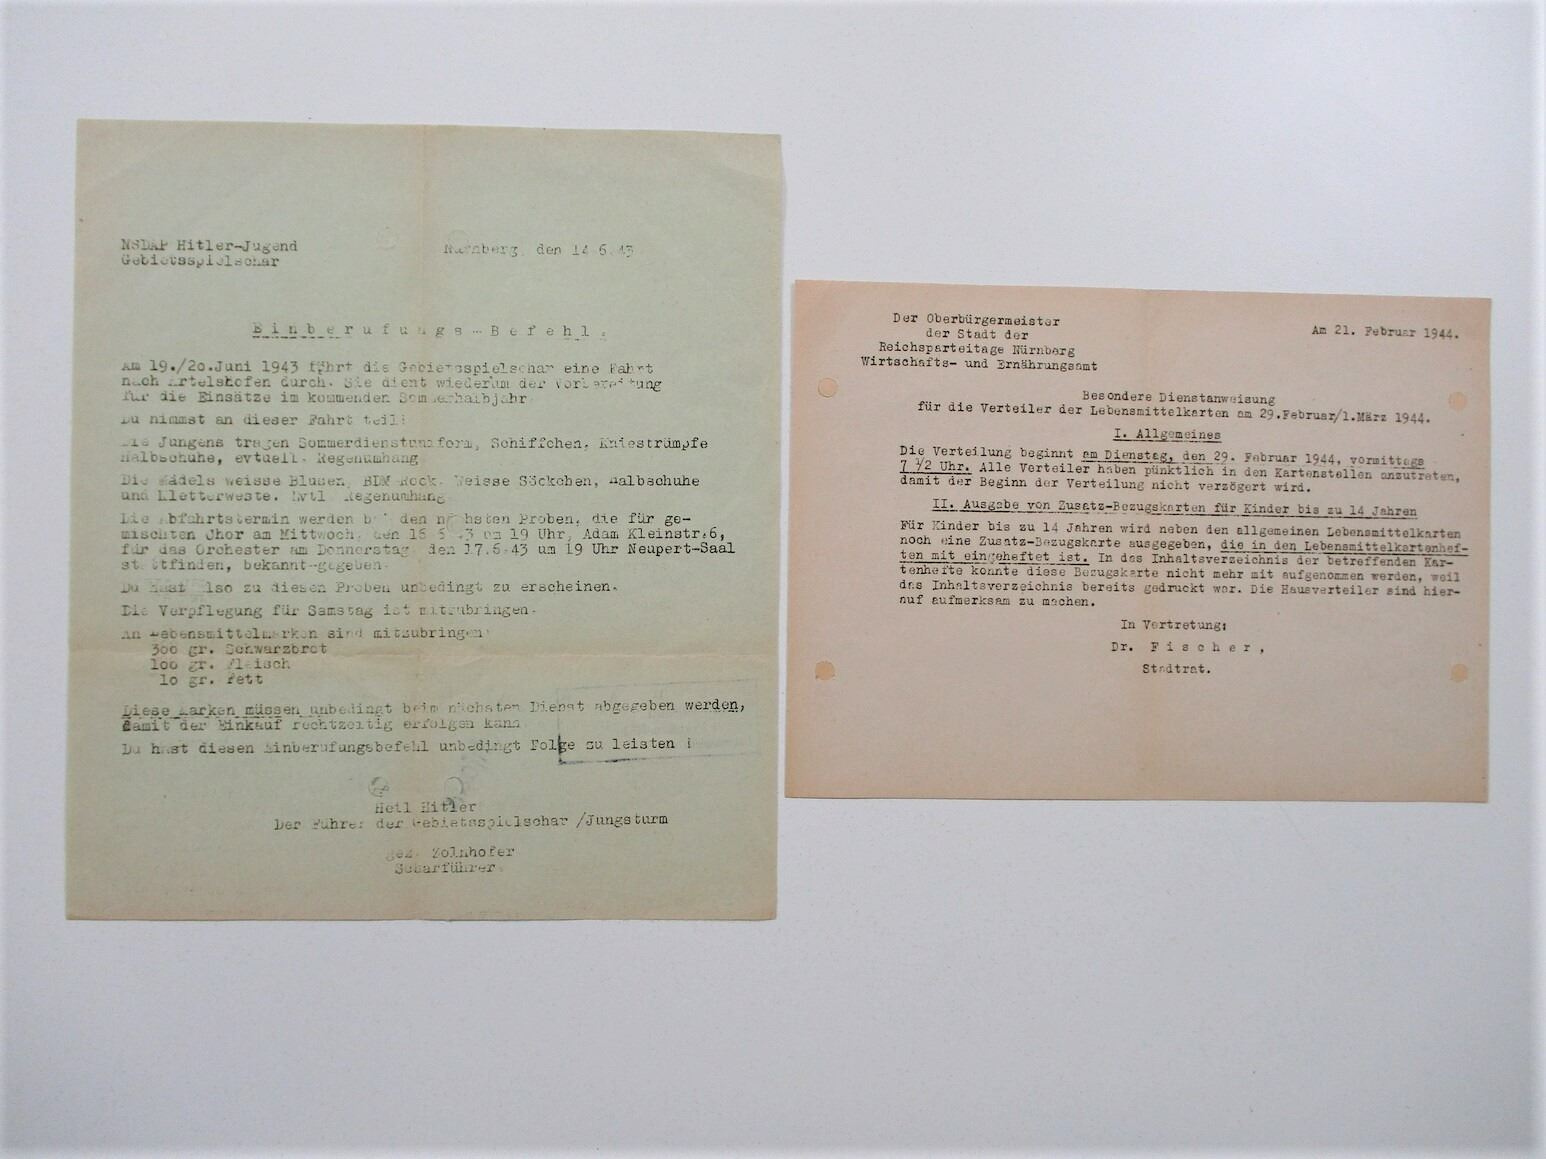 NSDAP Hitler-Jugend
Gebietsspielschar
Nürnberg, den 14.6.43
Einberufungs-Befehl.
Am 19./20.Juni 1943 führt die Gebietsspielschar eine Fahrt
nach Artelshofen durch. Sie dient wiederum der Vorbereitung
für die Einsätze im kommenden Sommerhalbjahr.
Du nimmst an dieser Fahrt teil!
Die Jungens tragen Sommerdienstuniform, Schiffchen, Kniestrümpfe
Halbschuhe, evtuell. Regenumhang
Die Mädels weisse Blusen, BDM Rock. Weisse Söckchen, Halbschuhe
und Kletterweste. Evtl. Regenumhang
Die Abfahrtstermin werden bei den nächsten Proben, die für ge-
mischten Chor am Mittwoch, den 16.6.43 um 19 Uhr, Adam Kleinstr.6,
für das Orchester am Donnerstag den 17.6.43 um 19 Uhr Neupert-Saal
stattfinden, bekannt-gegeben.
Du hast also zu diesen Proben unbedingt zu erscheinen.
Die Verpflegung für Samstag ist mitzubringen.
An Lebensmittelmarken sind mitzubringen:
300 gr. Schwarzbrot
100 gr. Fleisch
10 gr. Fett
Diese Marken müssen unbedingt beim nächsten Dienst abgegeben werden,
damit der Einkauf rechtzeitig erfolgen kann.
Du hast diesen Einberufungsbefehl unbedingt Folge zu leisten !
Heil Hitler
Der Führer der Gebietsspielschar /Jungsturm
gez. Zolnhofer
Scharführer
Der Oberbürgermeister
der Stadt der
Reichsparteitage Nürnberg
Wirtschafts- und Ernährungsamt
Am 21. Februar 1944.
Besondere Dienstanweisung
für die Verteiler der Lebensmittelkarten am 29.Februar/1.März 1944.
I. Allgemeines
Die Verteilung beginnt am Dienstag, den 29. Februar 1944, vormittags
7 1/2 Uhr. Alle Verteiler haben pünktlich in den Kartenstellen anzutreten,
damit der Beginn der Verteilung nicht verzögert wird.
II. Ausgabe von Zusatz-Bezugskarten für Kinder bis zu 14 Jahren
Für Kinder bis zu 14 Jahren wird neben den allgemeinen Lebensmittelkarten
noch eine Zusatz-Bezugskarte ausgegeben, die in den Lebensmittelkartenhef-
ten mit eingeheftet ist. In das Inhaltsverzeichnis der betreffenden Kar-
tenhefte konnte diese Bezugskarte nicht mehr mit aufgenommen werden, weil
das Inhaltsverzeichnis bereits gedruckt war. Die Hausverteiler sind hier-
auf aufmerksam zu machen.
In Vertretung:
Dr. Fischer,
Stadtrat.